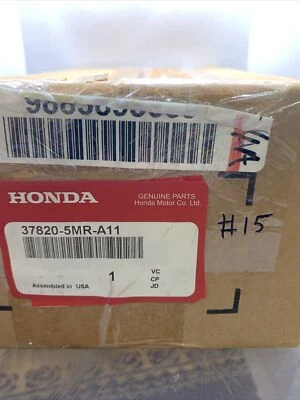 HONDA
GENUINE PARTS
Honda Motor Co. Ltd.
#15
37820-5MR-A11
1
VC
CP
JD
Assembled in USA